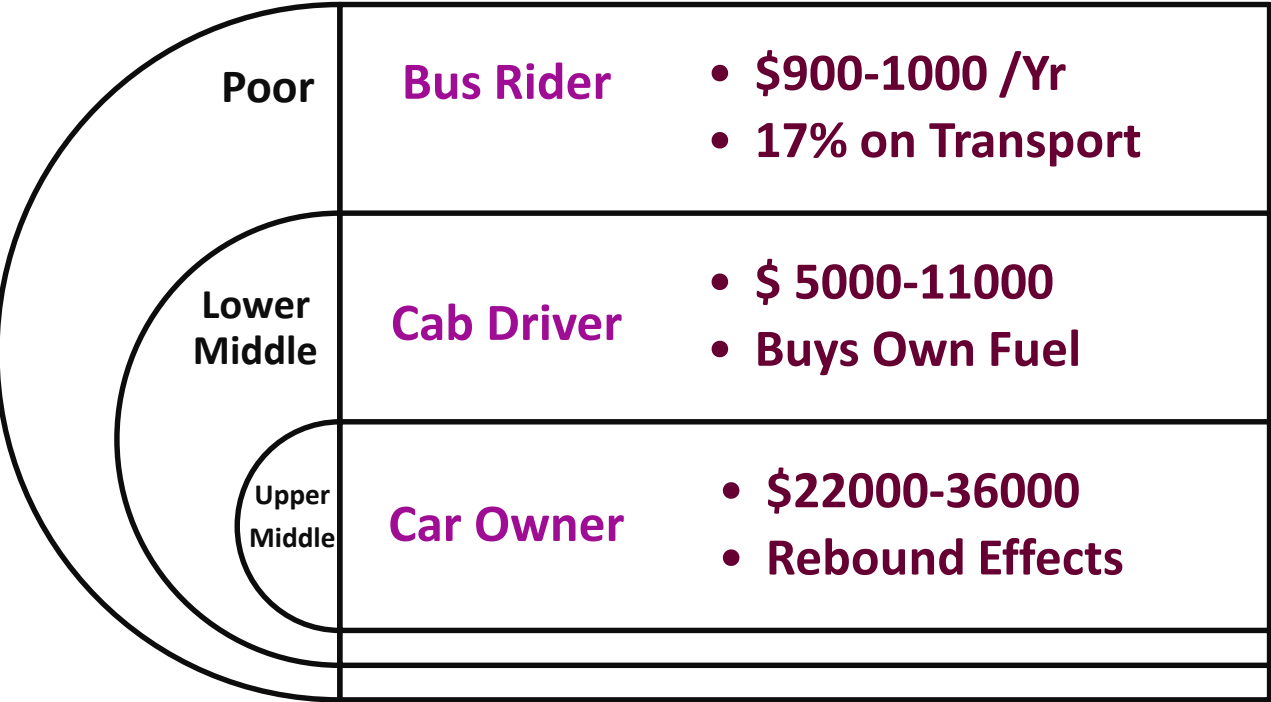 Poor
Bus Rider
• $900-1000 /Yr
• 17% on Transport
Lower
Middle
Cab Driver
• $ 5000-11000
• Buys Own Fuel
Upper
Middle
Car Owner
• $22000-36000
• Rebound Effects